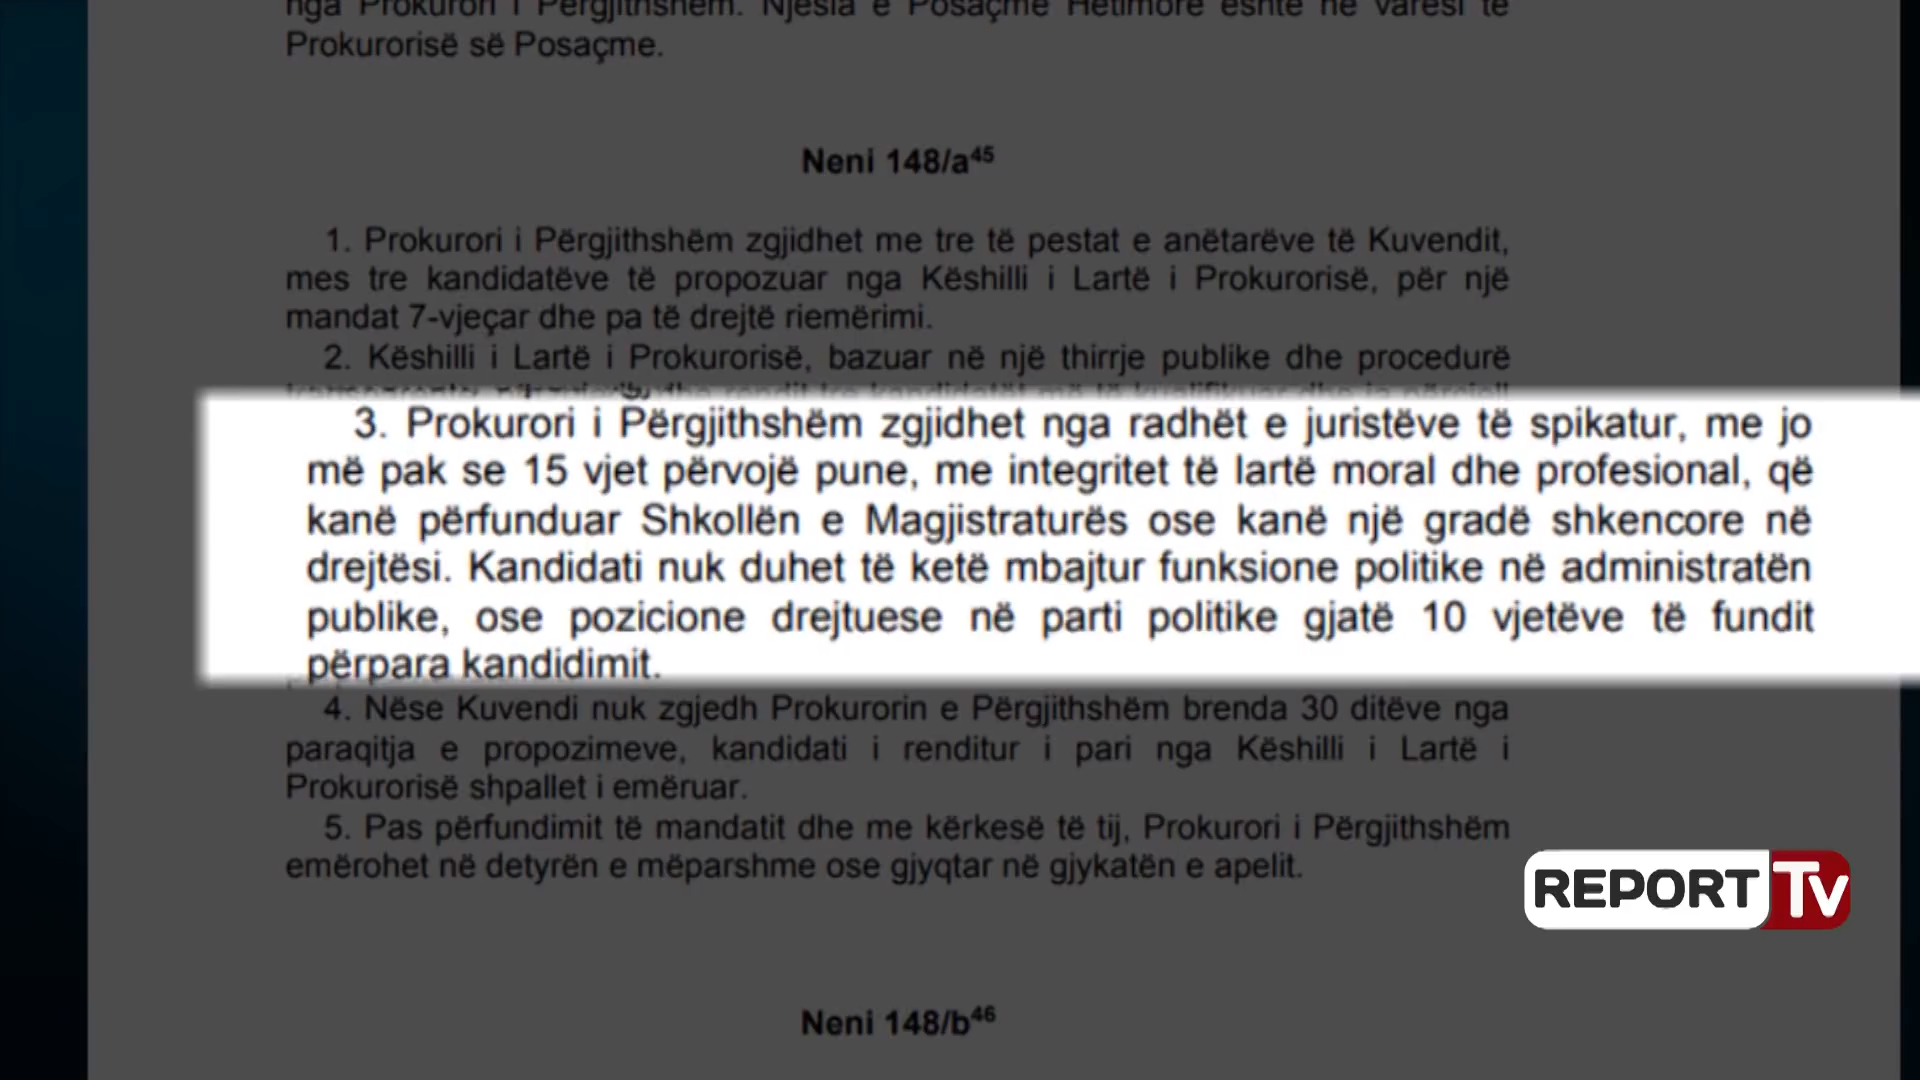 nga Prokurori i Përgjithshëm. Njësia e Posaçme Hetimore është në varësi të
Prokurorisë së Posaçme.
Neni 148/a45
1. Prokurori i Përgjithshëm zgjidhet me tre të pestat e anëtarëve të Kuvendit,
mes tre kandidatëve të propozuar nga Këshilli i Lartë i Prokurorisë, për një
mandat 7-vjeçar dhe pa të drejtë riemërimi.
2. Këshilli i Lartë i Prokurorisë, bazuar në një thirrje publike dhe procedurë
3. Prokurori i Përgjithshëm zgjidhet nga radhët e juristëve të spikatur, me jo
më pak se 15 vjet përvojë pune, me integritet të lartë moral dhe profesional, që
kanë përfunduar Shkollën e Magjistraturës ose kanë një gradë shkencore në
drejtësi. Kandidati nuk duhet të ketë mbajtur funksione politike në administratën
publike, ose pozicione drejtuese në parti politike gjatë 10 vjetëve të fundit
përpara kandidimit.
4. Nëse Kuvendi nuk zgjedh Prokurorin e Përgjithshëm brenda 30 ditëve nga
paraqitja e propozimeve, kandidati i renditur i pari nga Këshilli i Lartë i
Prokurorisë shpallet i emëruar.
5. Pas përfundimit të mandatit dhe me kërkesë të tij, Prokurori i Përgjithshëm
emërohet në detyrën e mëparshme ose gjyqtar në gjykatën e apelit.
REPORT Tv
Neni 148/b46